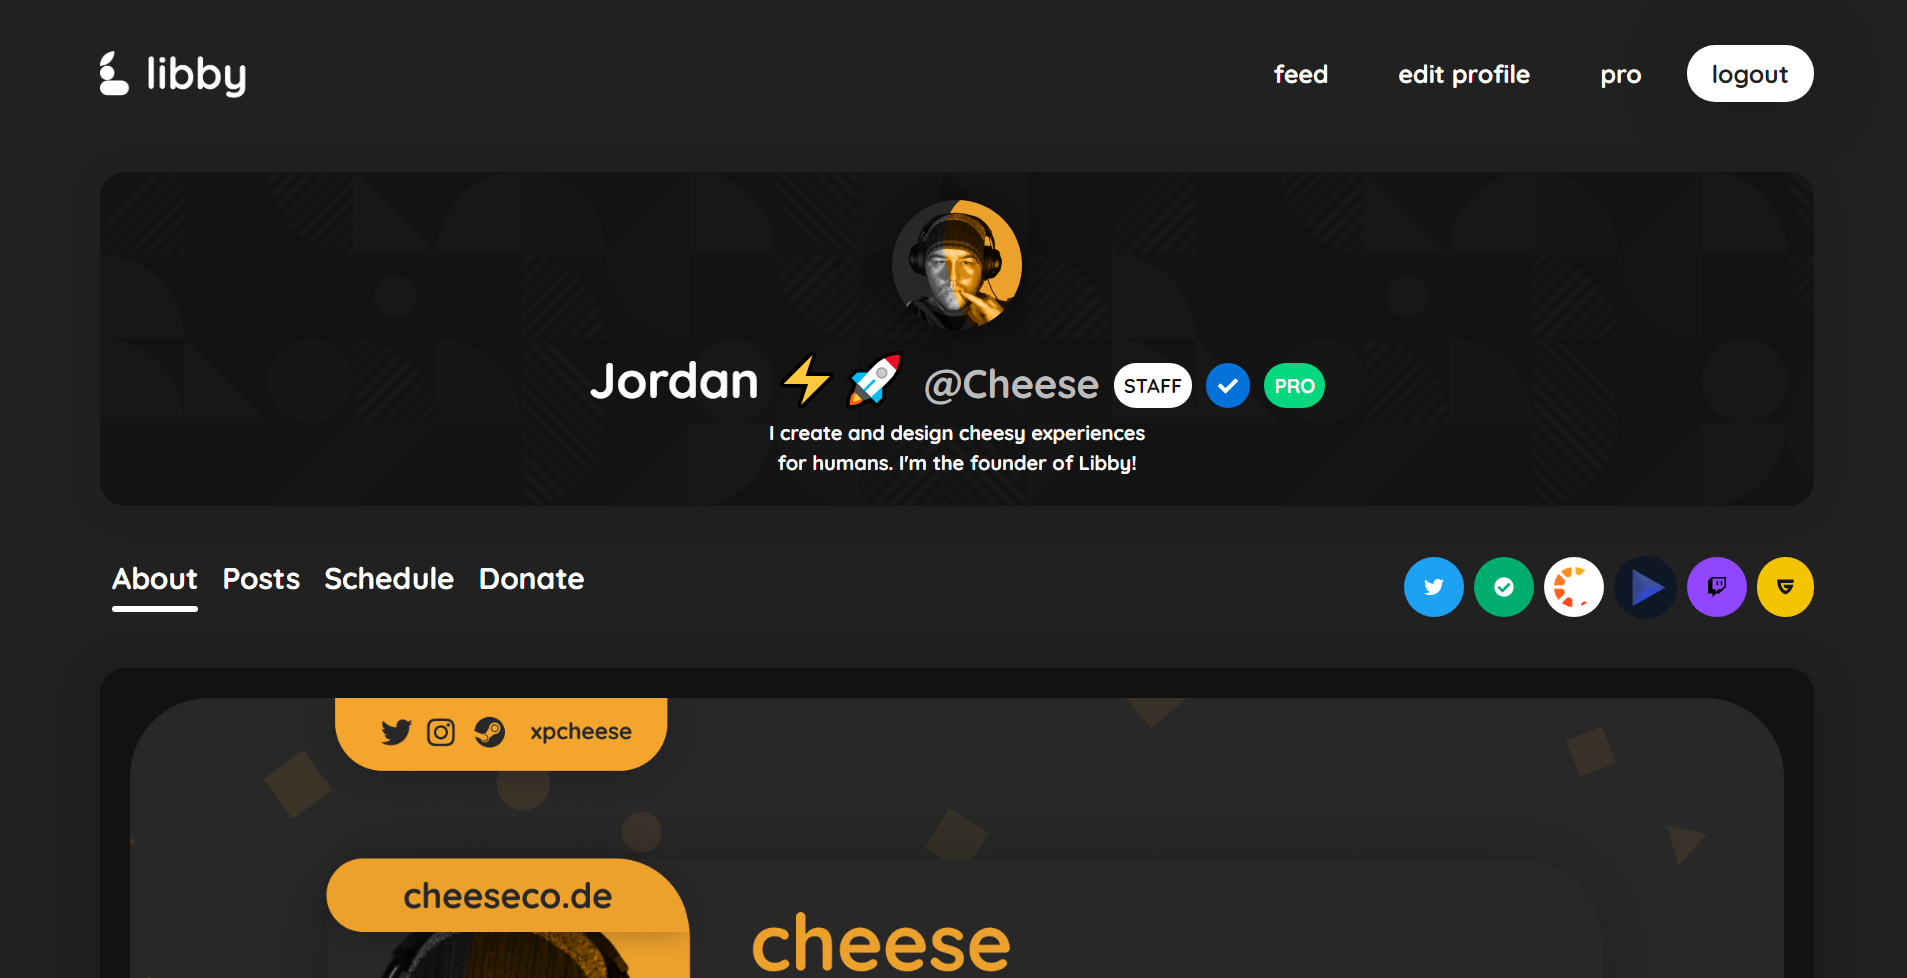 libby
feed
edit profile
pro
logout
Jordan ⚡🚀 @Cheese STAFF PRO
I create and design cheesy experiences
for humans. I'm the founder of Libby!
About Posts Schedule Donate
xpcheese
cheeseco.de
cheese